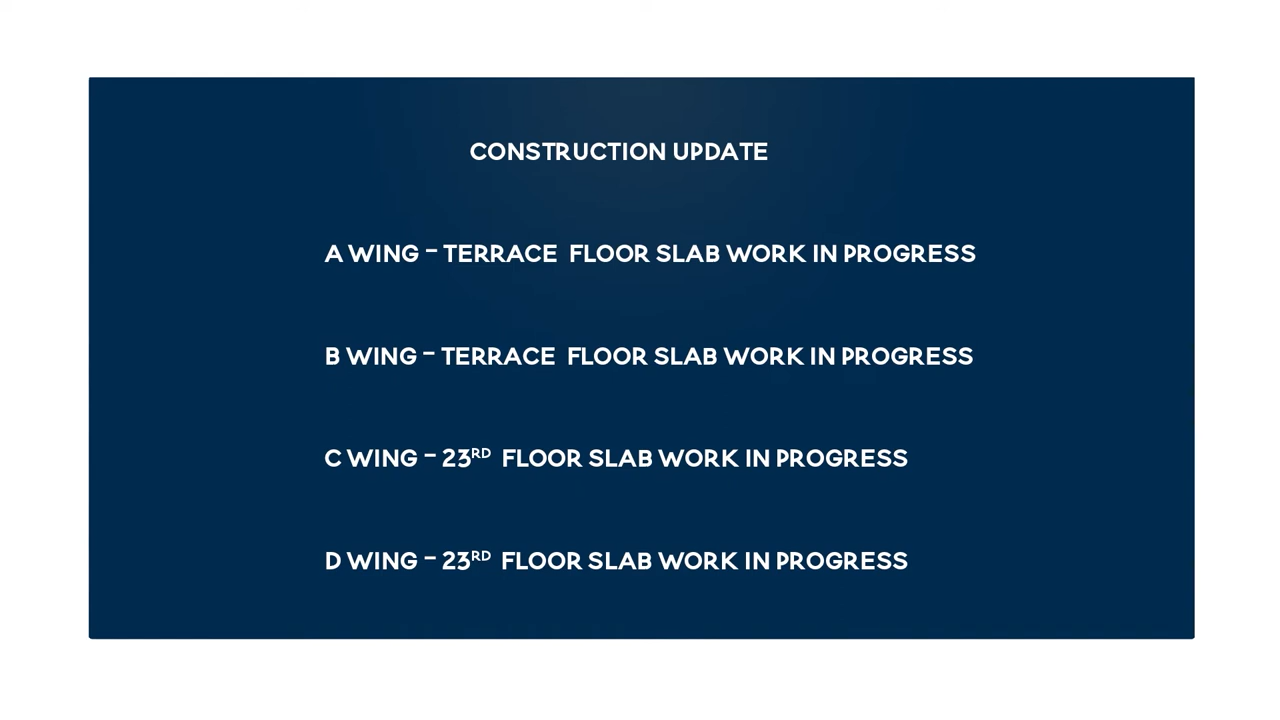 CONSTRUCTION UPDATE
A WING – TERRACE FLOOR SLAB WORK IN PROGRESS
B WING – TERRACE FLOOR SLAB WORK IN PROGRESS
C WING – 23RD FLOOR SLAB WORK IN PROGRESS
D WING – 23RD FLOOR SLAB WORK IN PROGRESS